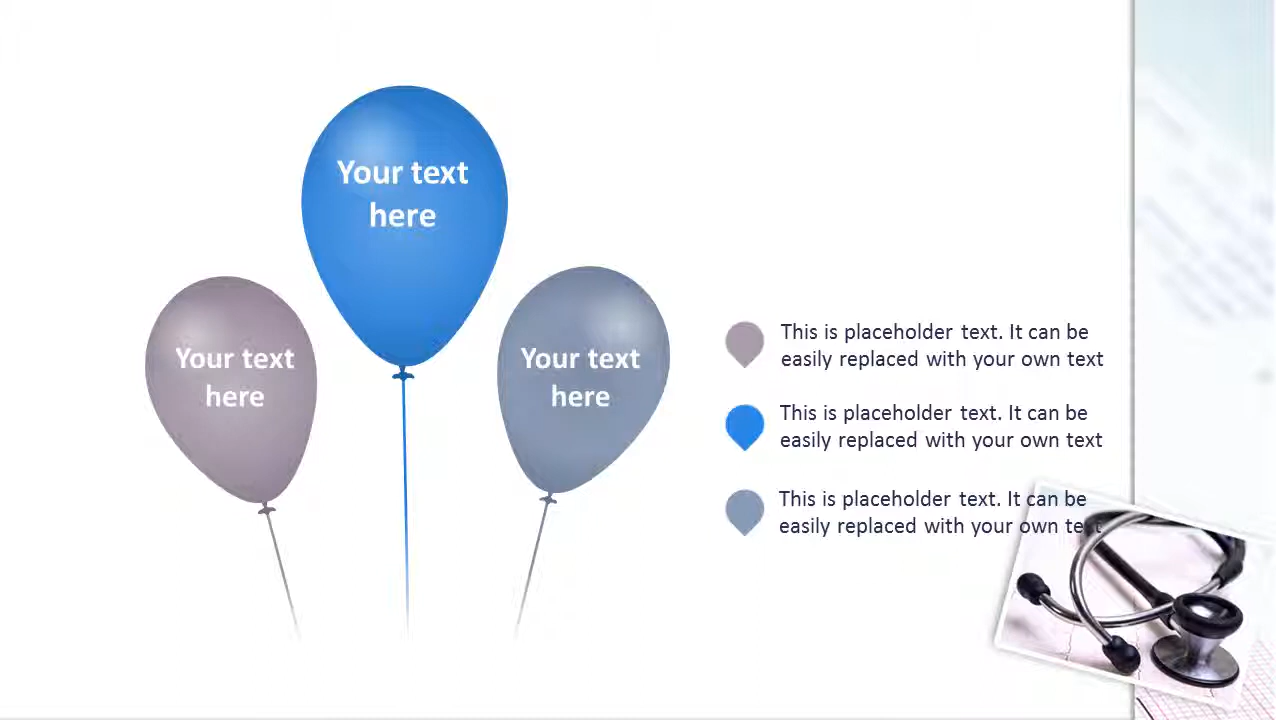 Your text
here
Your text
here
Your text
here
This is placeholder text. It can be
easily replaced with your own text
This is placeholder text. It can be
easily replaced with your own text
This is placeholder text. It can be
easily replaced with your own text